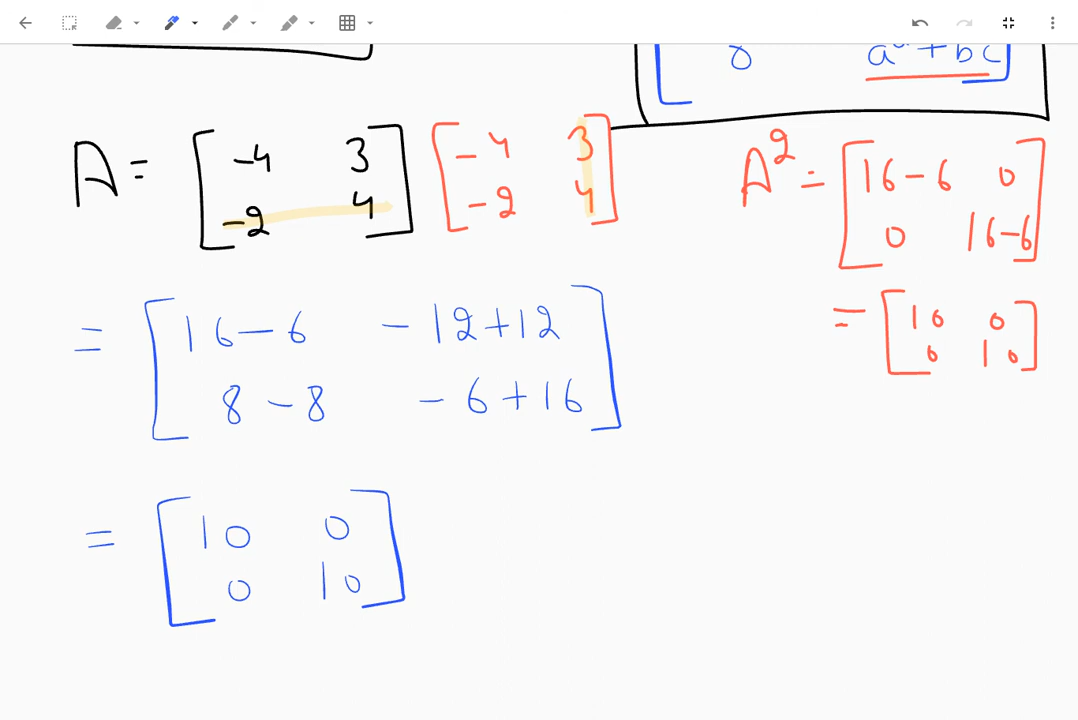 0 a² + bc
A = [ -4 3 ] [ -4 3 ]
[ -2 4 ] [ -2 4 ]
A² = [ 16-6 0 ]
[ 0 16-6 ]
= [ 10 0 ]
[ 0 10 ]
= [ 16-6 -12+12 ]
[ 8-8 -6+16 ]
= [ 10 0 ]
[ 0 10 ]